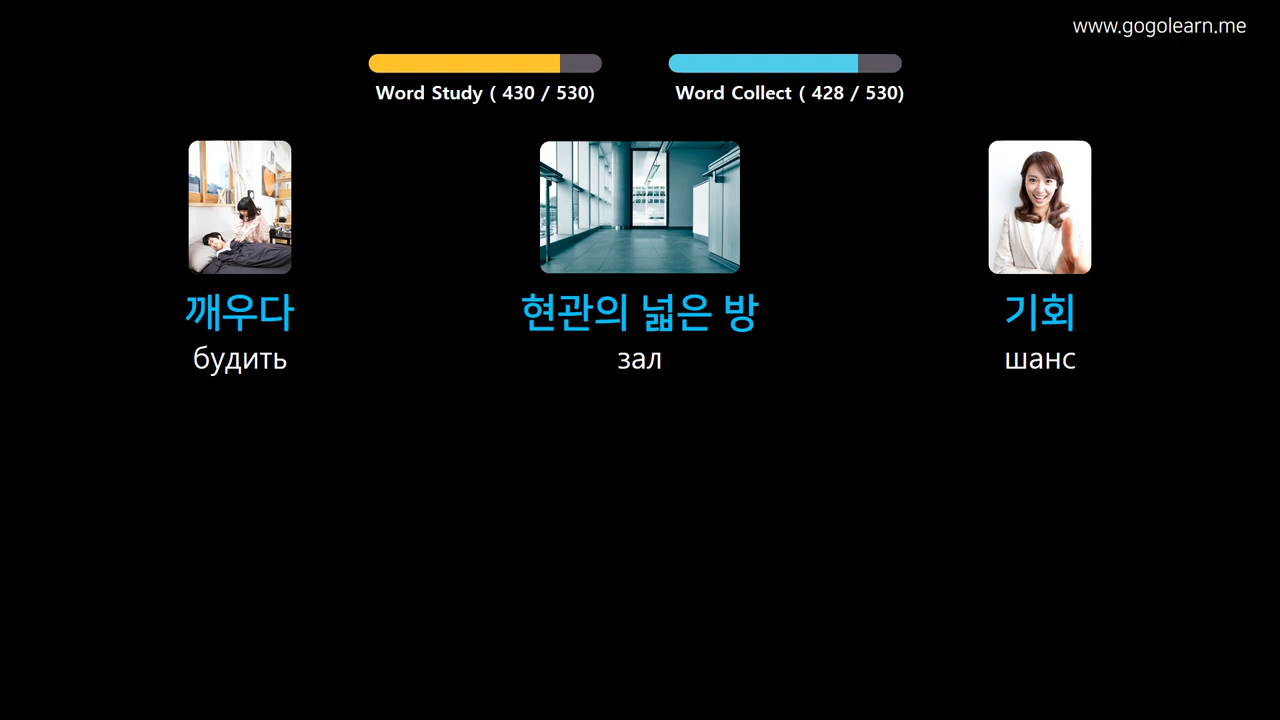 www.gogolearn.me
Word Study ( 430 / 530)
Word Collect ( 428 / 530)
깨우다
будить
현관의 넓은 방
зал
기회
шанс